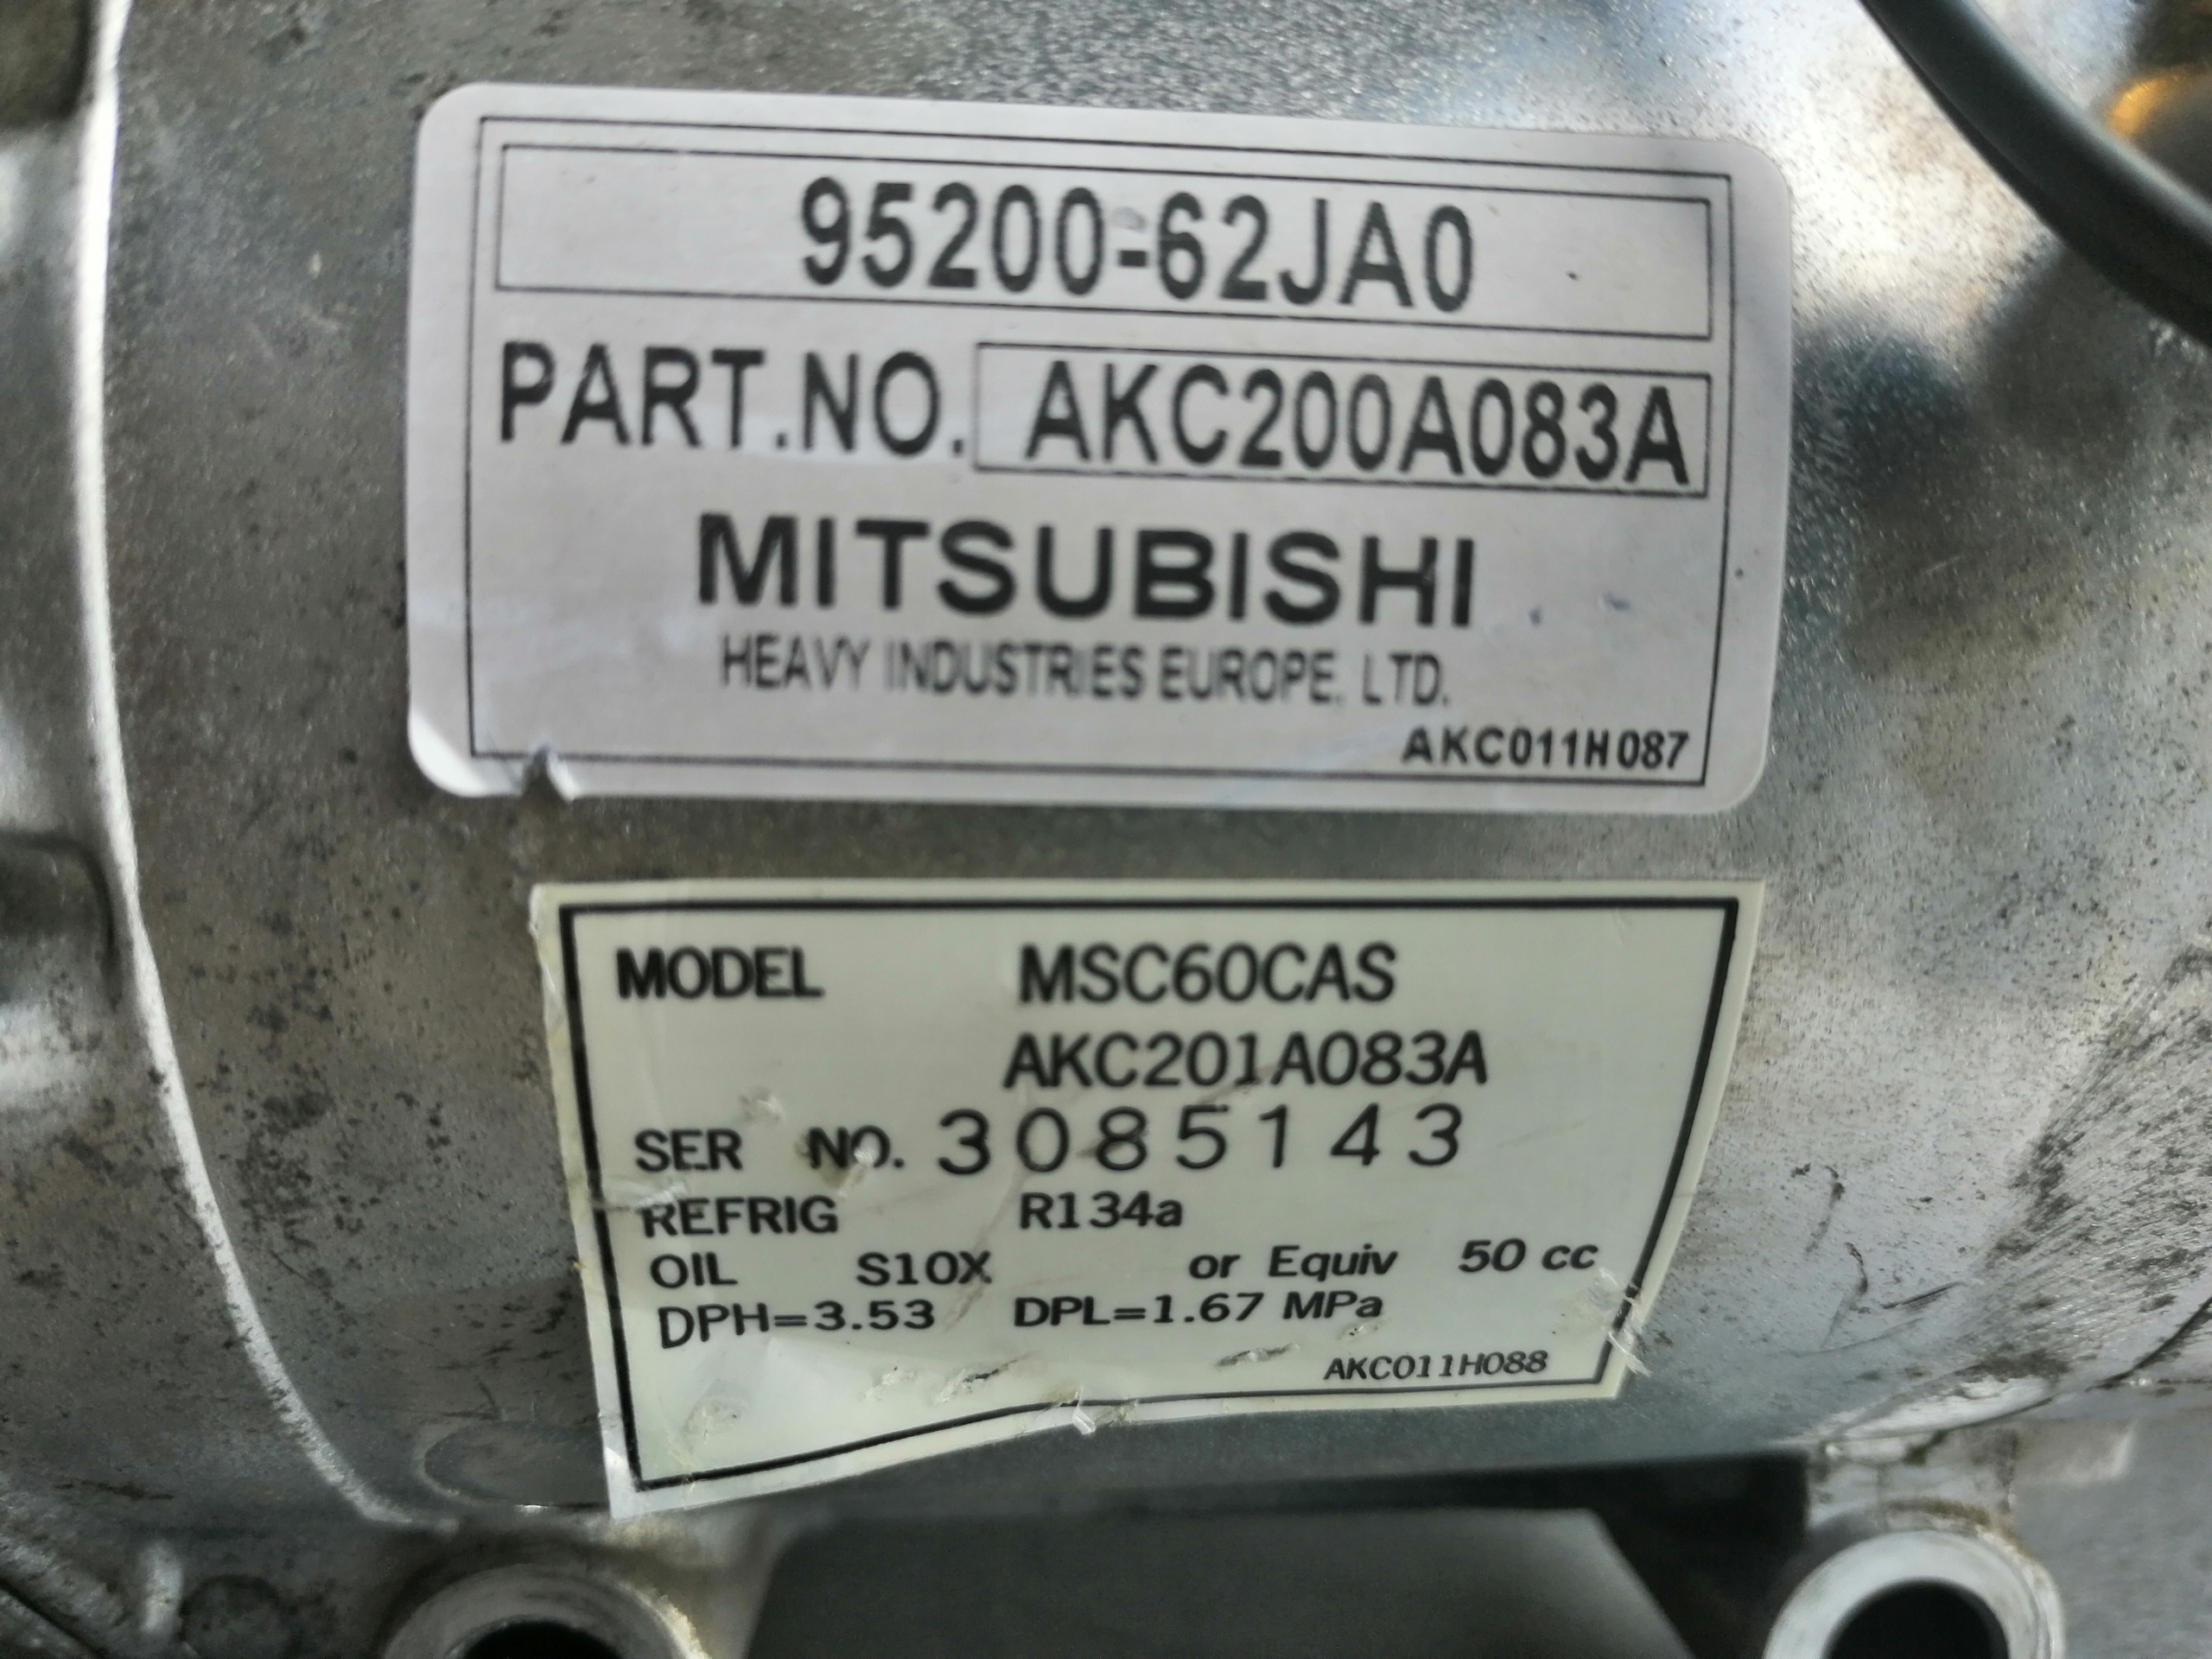 95200-62JA0
PART.NO. AKC200A083A
MITSUBISHI
HEAVY INDUSTRIES EUROPE, LTD.
AKC011H087
MODEL MSC60CAS
AKC201A083A
SER NO. 3085143
REFRIG R134a
OIL S10X or Equiv 50 cc
DPH=3.53 DPL=1.67 MPa
AKC011H088